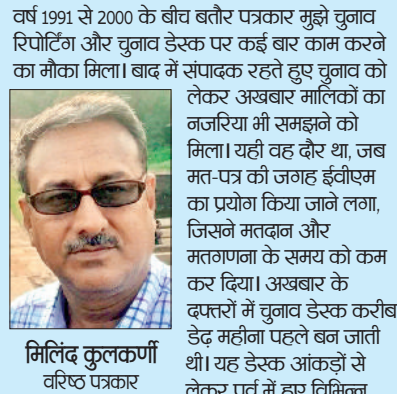 वर्ष 1991 से 2000 के बीच बतौर पत्रकार मुझे चुनाव
रिपोर्टिंग और चुनाव डेस्क पर कई बार काम करने
का मौका मिला। बाद में संपादक रहते हुए चुनाव को
लेकर अखबार मालिकों का
नजरिया भी समझने को
मिला। यही वह दौर था, जब
मत-पत्र की जगह ईवीएम
का प्रयोग किया जाने लगा,
जिसने मतदान और
मतगणना के समय को कम
कर दिया। अखबार के
दफ्तरों में चुनाव डेस्क करीब
डेढ़ महीना पहले बन जाती
थी। यह डेस्क आंकड़ों से
लेकर पूर्व में हुए विभिन्न
मिलिंद कुलकर्णी
वरिष्ठ पत्रकार